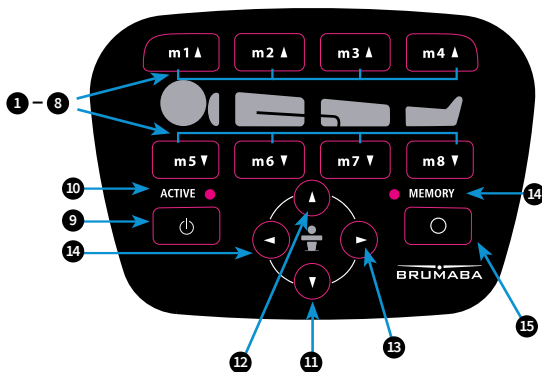 m1▲ m2▲ m3▲ m4▲
1 – 8
m5▼ m6▼ m7▼ m8▼
10 ACTIVE MEMORY 14
9
14
BRUMABA
15
12 11 13